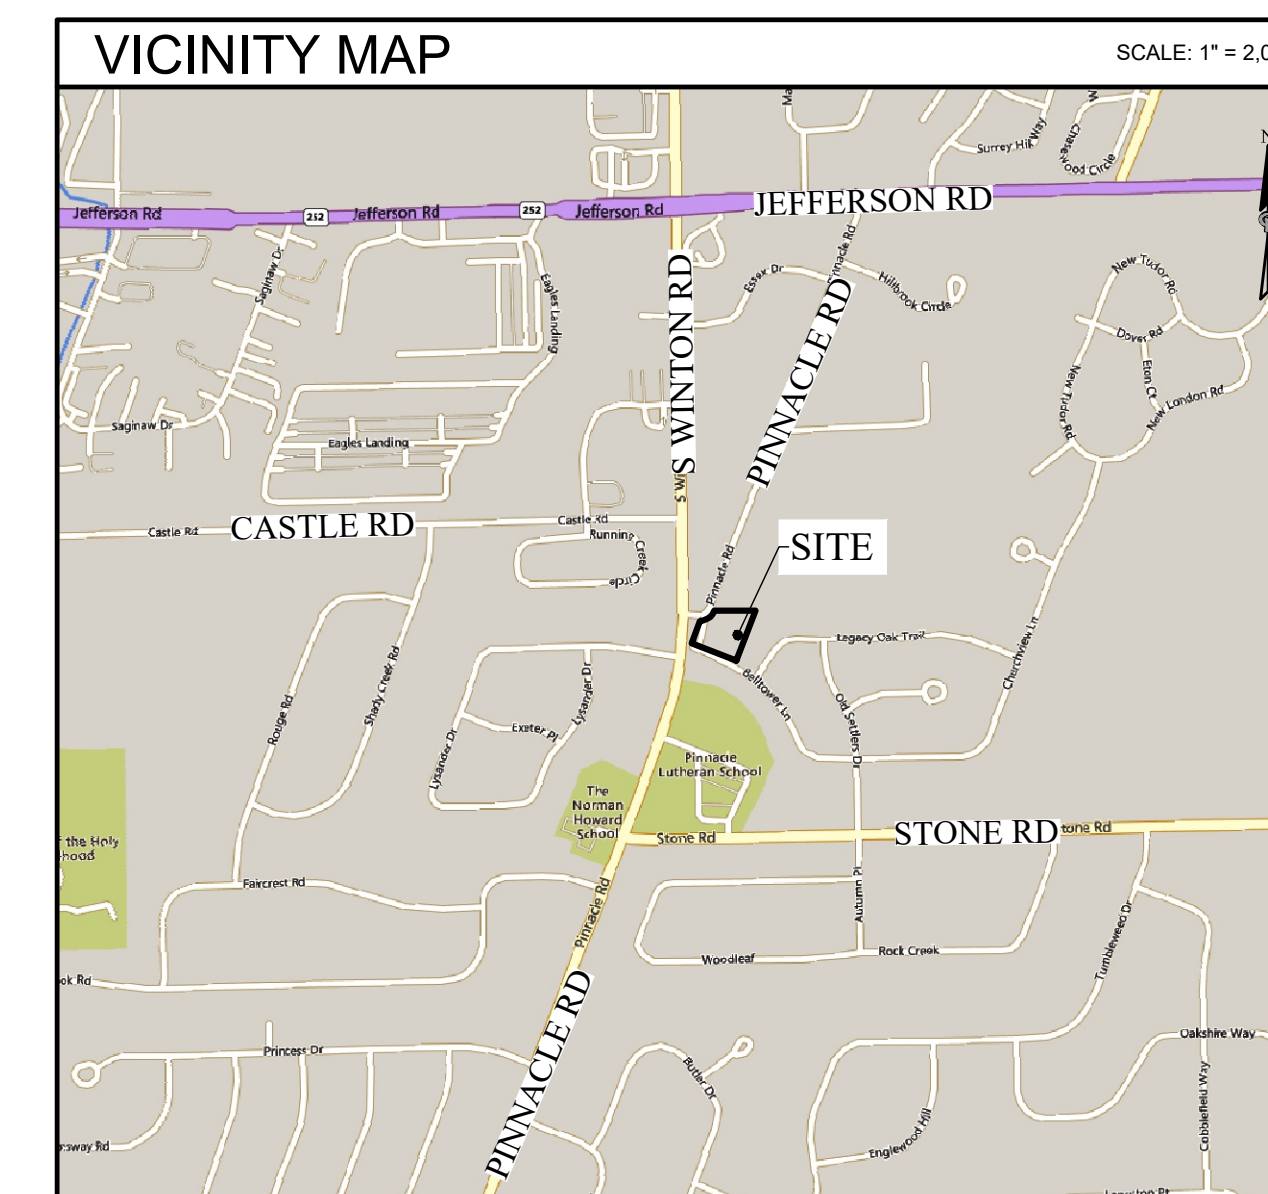 VICINITY MAP
SCALE: 1" = 2,0
N
Ma
Surrey Hill Way
Chasewood Circle
Jefferson Rd
252
Jefferson Rd
252
Jefferson Rd
JEFFERSON RD
Saginaw Dr
Eagles Landing
S WINTON RD
Essex Dr
Pinnacle Rd
Hillbrook Circle
PINNACLE RD
New Tudor Rd
Dover Rd
Eton Ct
New London Rd
New Tudor Rd
Saginaw Dr
Eagles Landing
S Wi
Castle Rd
CASTLE RD
Castle Rd
Running
Creek
Circle
Pinnacle Rd
SITE
Legacy Oak Trail
Churchview Ln
Belltower Ln
Old Settlers Dr
Rouge Rd
Shady Creek Rd
Lysander Dr
Exeter Pl
Lysander Dr
Pinnacle
Lutheran School
The
Norman
Howard
School
f the Holy
hood
Stone Rd
STONE RD
tone Rd
Faircrest Rd
Pinnacle Rd
Autumn Pl
Woodleaf
Rock Creek
Tumbleweed Dr
ok Rd
PINNACLE RD
Princess Dr
Butler Dr
Oakshire Way
Cobblefield Way
Englewood Hill
ssway Rd